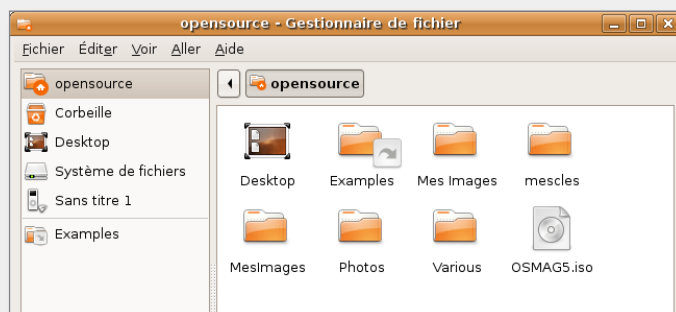 opensource - Gestionnaire de fichier
Fichier Éditer Voir Aller Aide
opensource
Corbeille
Desktop
Système de fichiers
Sans titre 1
Examples
opensource
Desktop Examples Mes Images mescles
MesImages Photos Various OSMAG5.iso